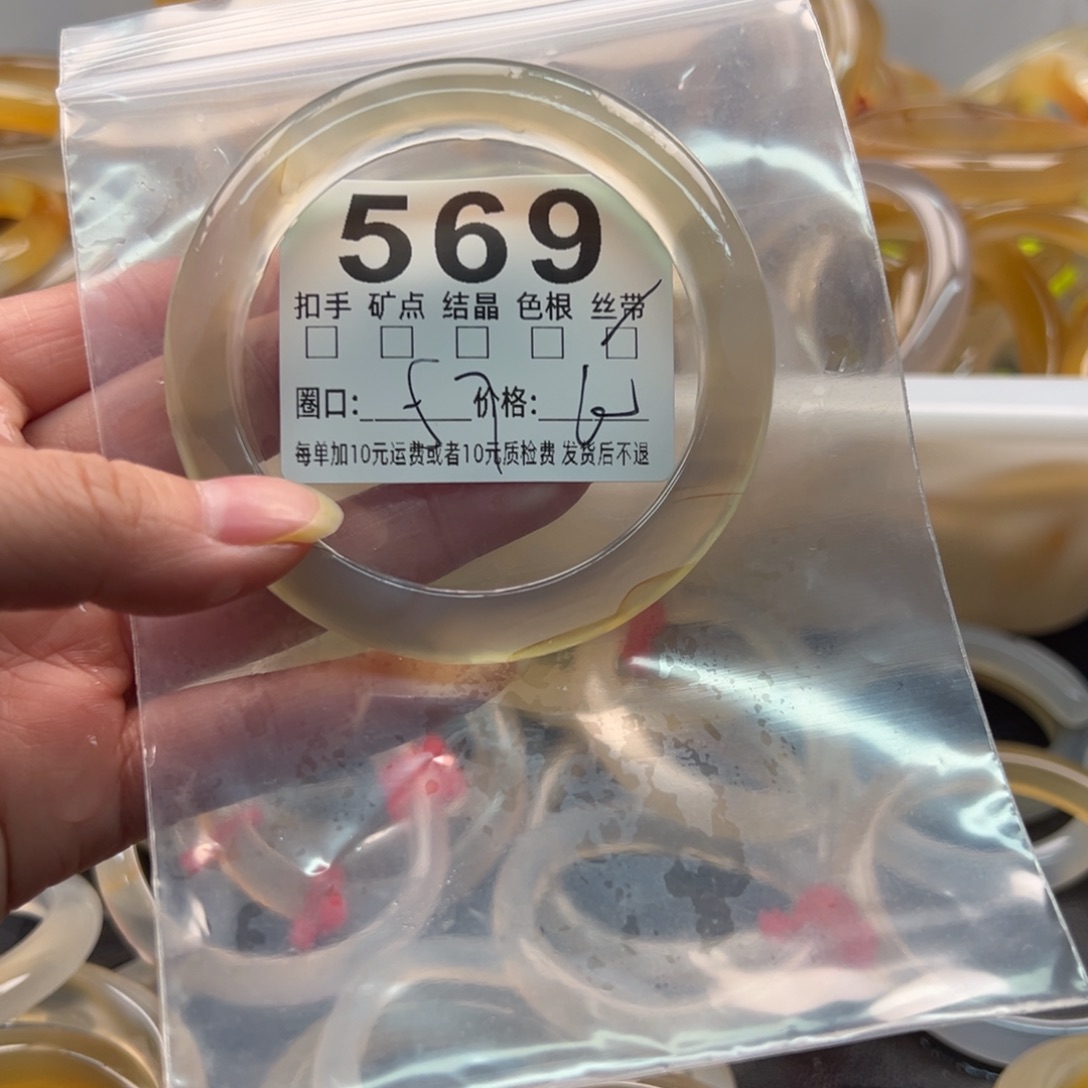 569
扣手 矿点 结晶 色根 丝带
圈口: 57 价格:
每单加10元运费或者10元质检费 发货后不退